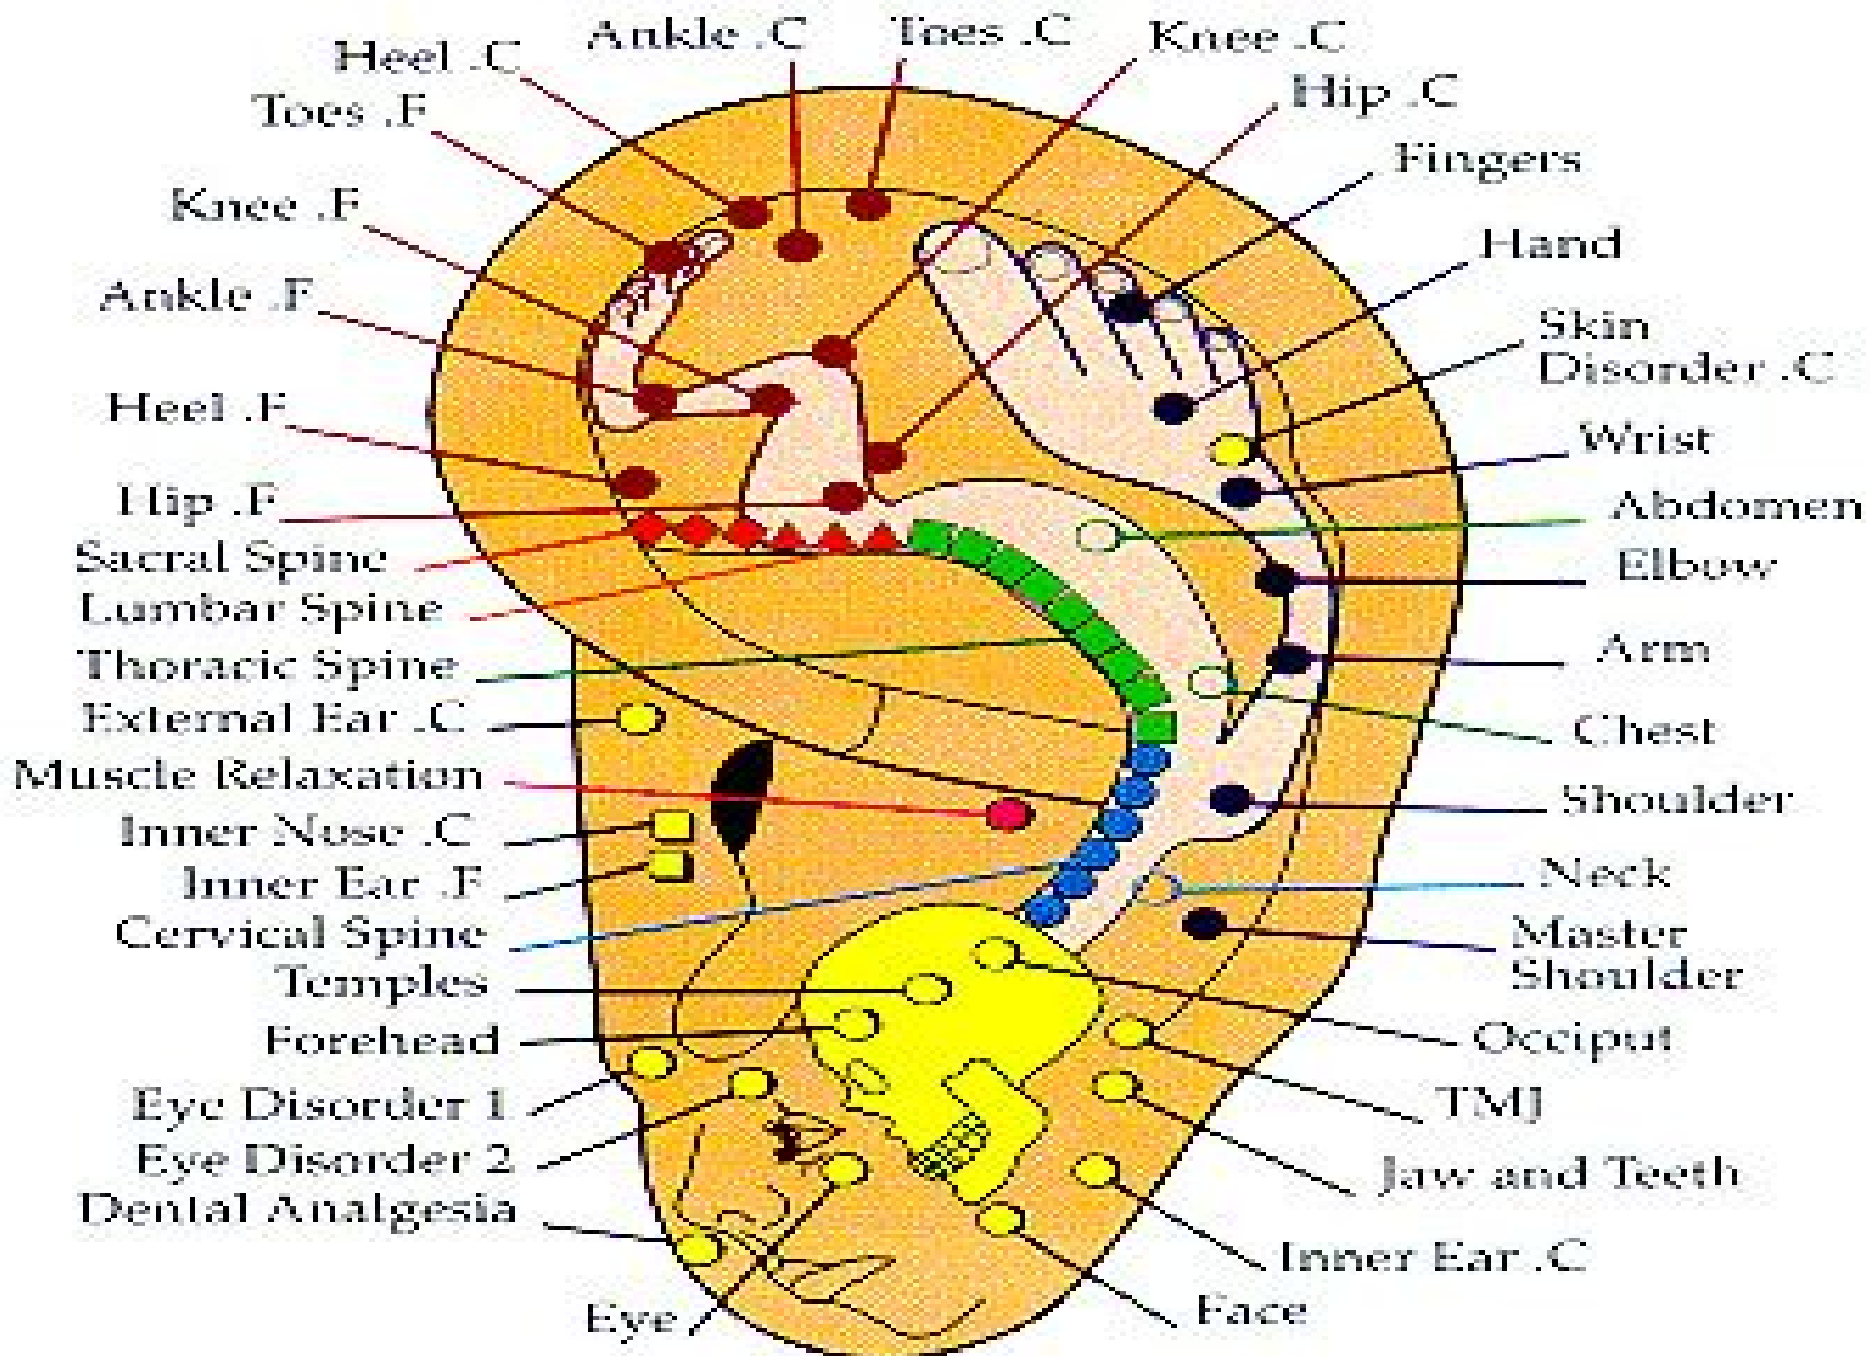 Ankle .C
Toes .C
Knee .C
Heel .C
Hip .C
Toes .F
Fingers
Knee .F
Hand
Ankle .F
Skin
Disorder .C
Heel .F
Wrist
Hip .F
Abdomen
Sacral Spine
Elbow
Lumbar Spine
Arm
Thoracic Spine
External Ear .C
Chest
Muscle Relaxation
Shoulder
Inner Nose .C
Inner Ear .F
Neck
Cervical Spine
Master
Shoulder
Temples
Forehead
Occiput
Eye Disorder 1
TMJ
Eye Disorder 2
Jaw and Teeth
Dental Analgesia
Inner Ear .C
Eye
Face